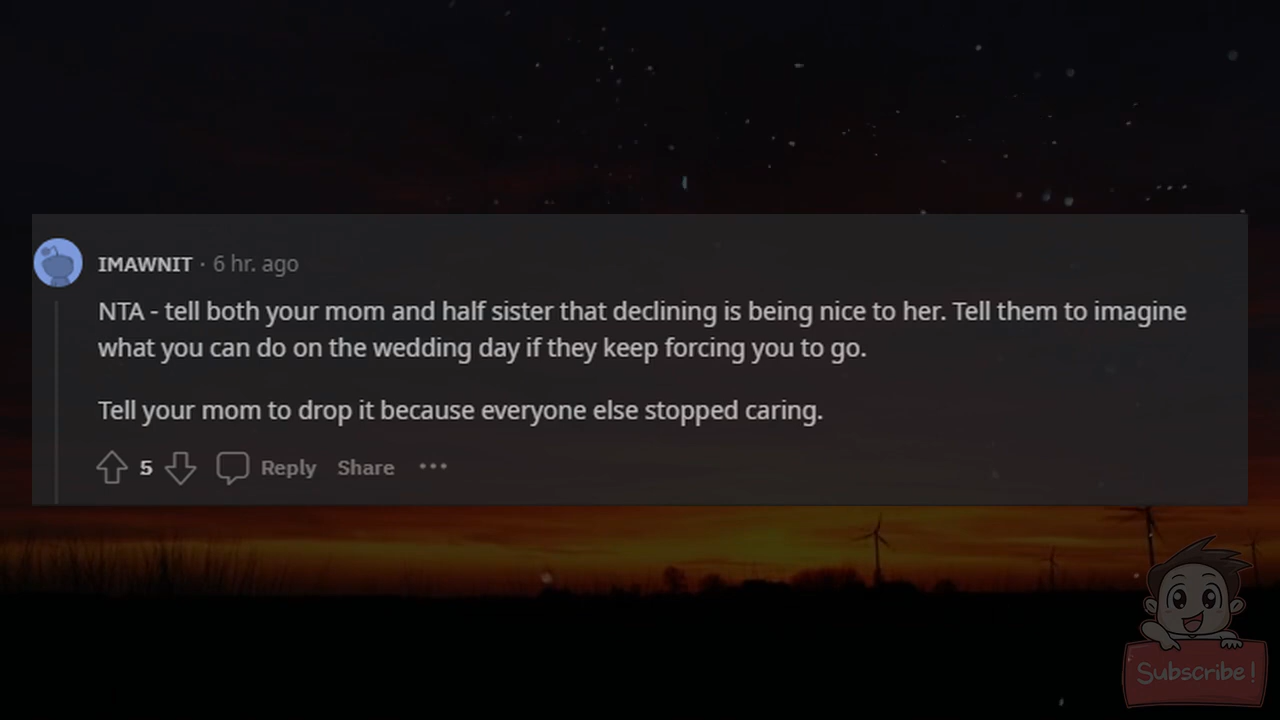 IMAWNIT · 6 hr. ago
NTA - tell both your mom and half sister that declining is being nice to her. Tell them to imagine
what you can do on the wedding day if they keep forcing you to go.
Tell your mom to drop it because everyone else stopped caring.
5 Reply Share ···
Subscribe!